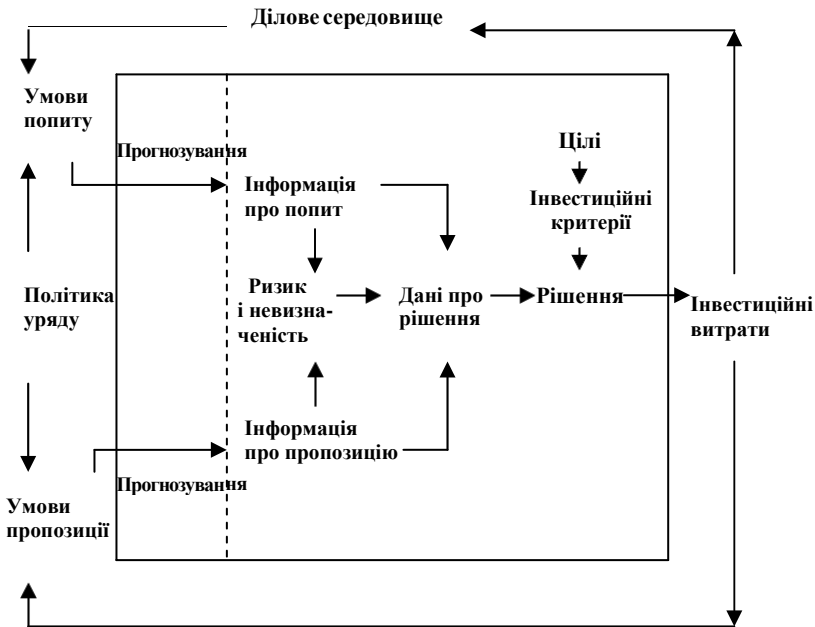 Ділове середовище
Умови
попиту
Прогнозування
Цілі
Інформація
про попит
Інвестиційні
критерії
Політика
уряду
Ризик
і невизна-
ченість
Дані про
рішення
Рішення
Інвестиційні
витрати
Інформація
про пропозицію
Прогнозування
Умови
пропозиції